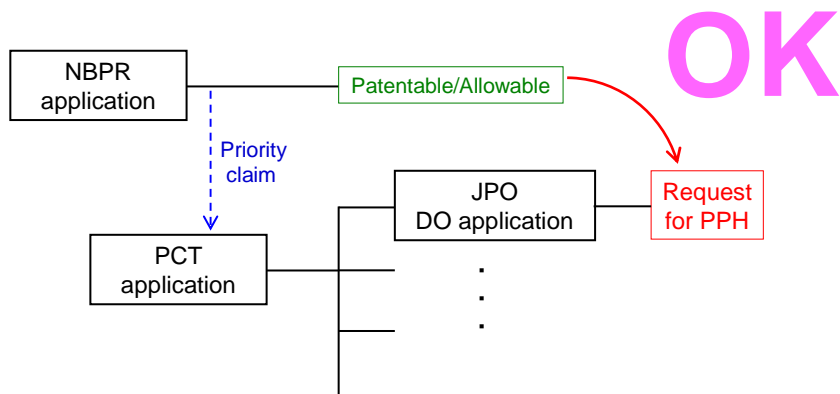 OK
NBPR
application
Patentable/Allowable
Priority
claim
JPO
DO application
Request
for PPH
PCT
application